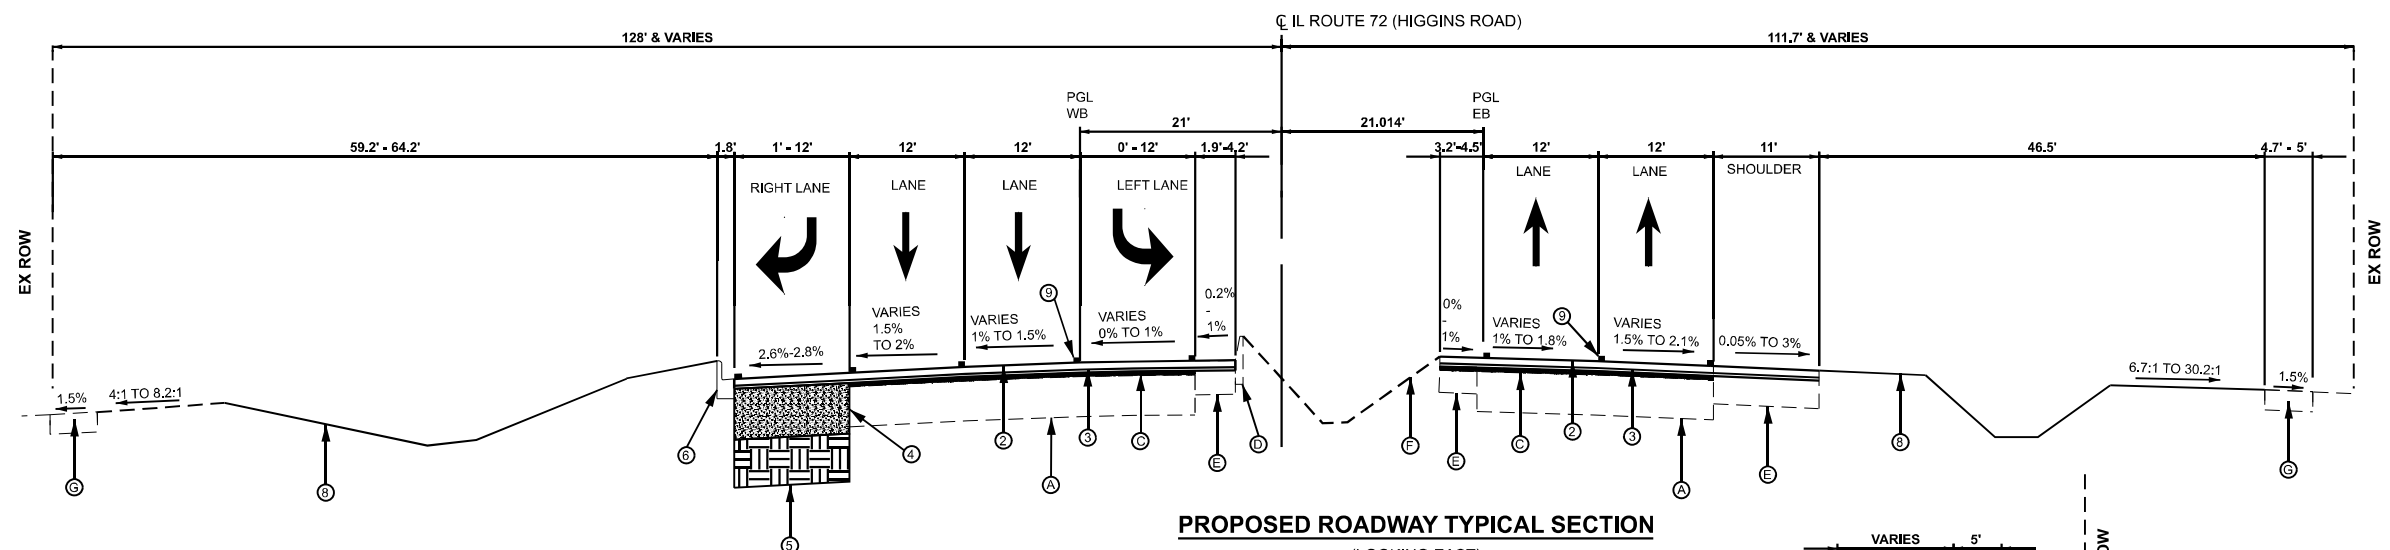 ℄ IL ROUTE 72 (HIGGINS ROAD)
128' & VARIES
111.7' & VARIES
PGL
WB
PGL
EB
21'
21.014'
59.2' - 64.2'
1.8'
1' - 12'
12'
12'
0' - 12'
1.9'-4.2'
3.2'-4.5'
12'
12'
11'
46.5'
4.7' - 5'
RIGHT LANE
LANE
LANE
LEFT LANE
LANE
LANE
SHOULDER
EX ROW
EX ROW
9
9
2.6%-2.8%
VARIES
1.5%
TO 2%
VARIES
1% TO 1.5%
VARIES
0% TO 1%
0.2%
-
1%
0%
-
1%
VARIES
1% TO 1.8%
VARIES
1.5% TO 2.1%
0.05% TO 3%
1.5%
4:1 TO 8.2:1
6.7:1 TO 30.2:1
1.5%
G
8
6
5
4
2
A
3
C
E
D
F
E
C
2
3
A
E
8
G
PROPOSED ROADWAY TYPICAL SECTION
VARIES
5'